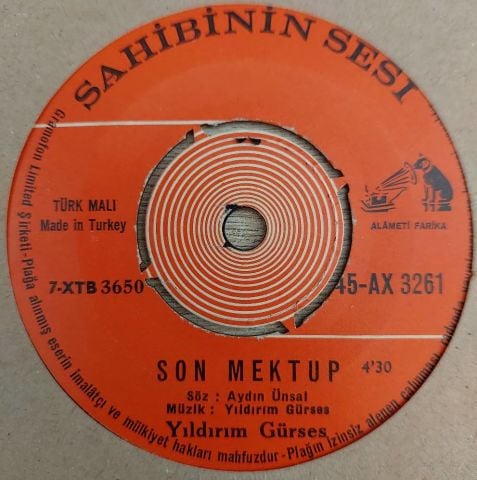 SAHİBİNİN SESİ
TÜRK MALI
Made in Turkey
ALÂMETİ FARİKA
7-XTB 3650
45-AX 3261
SON MEKTUP 4'30
Söz : Aydın Ünsal
Müzik : Yıldırım Gürses
Yıldırım Gürses
Gramofon Limited Şirketi-Plağa alınmış eserin imalâtçı ve mülkiyet hakları mahfuzdur-Plağın izinsiz alenen çalınması